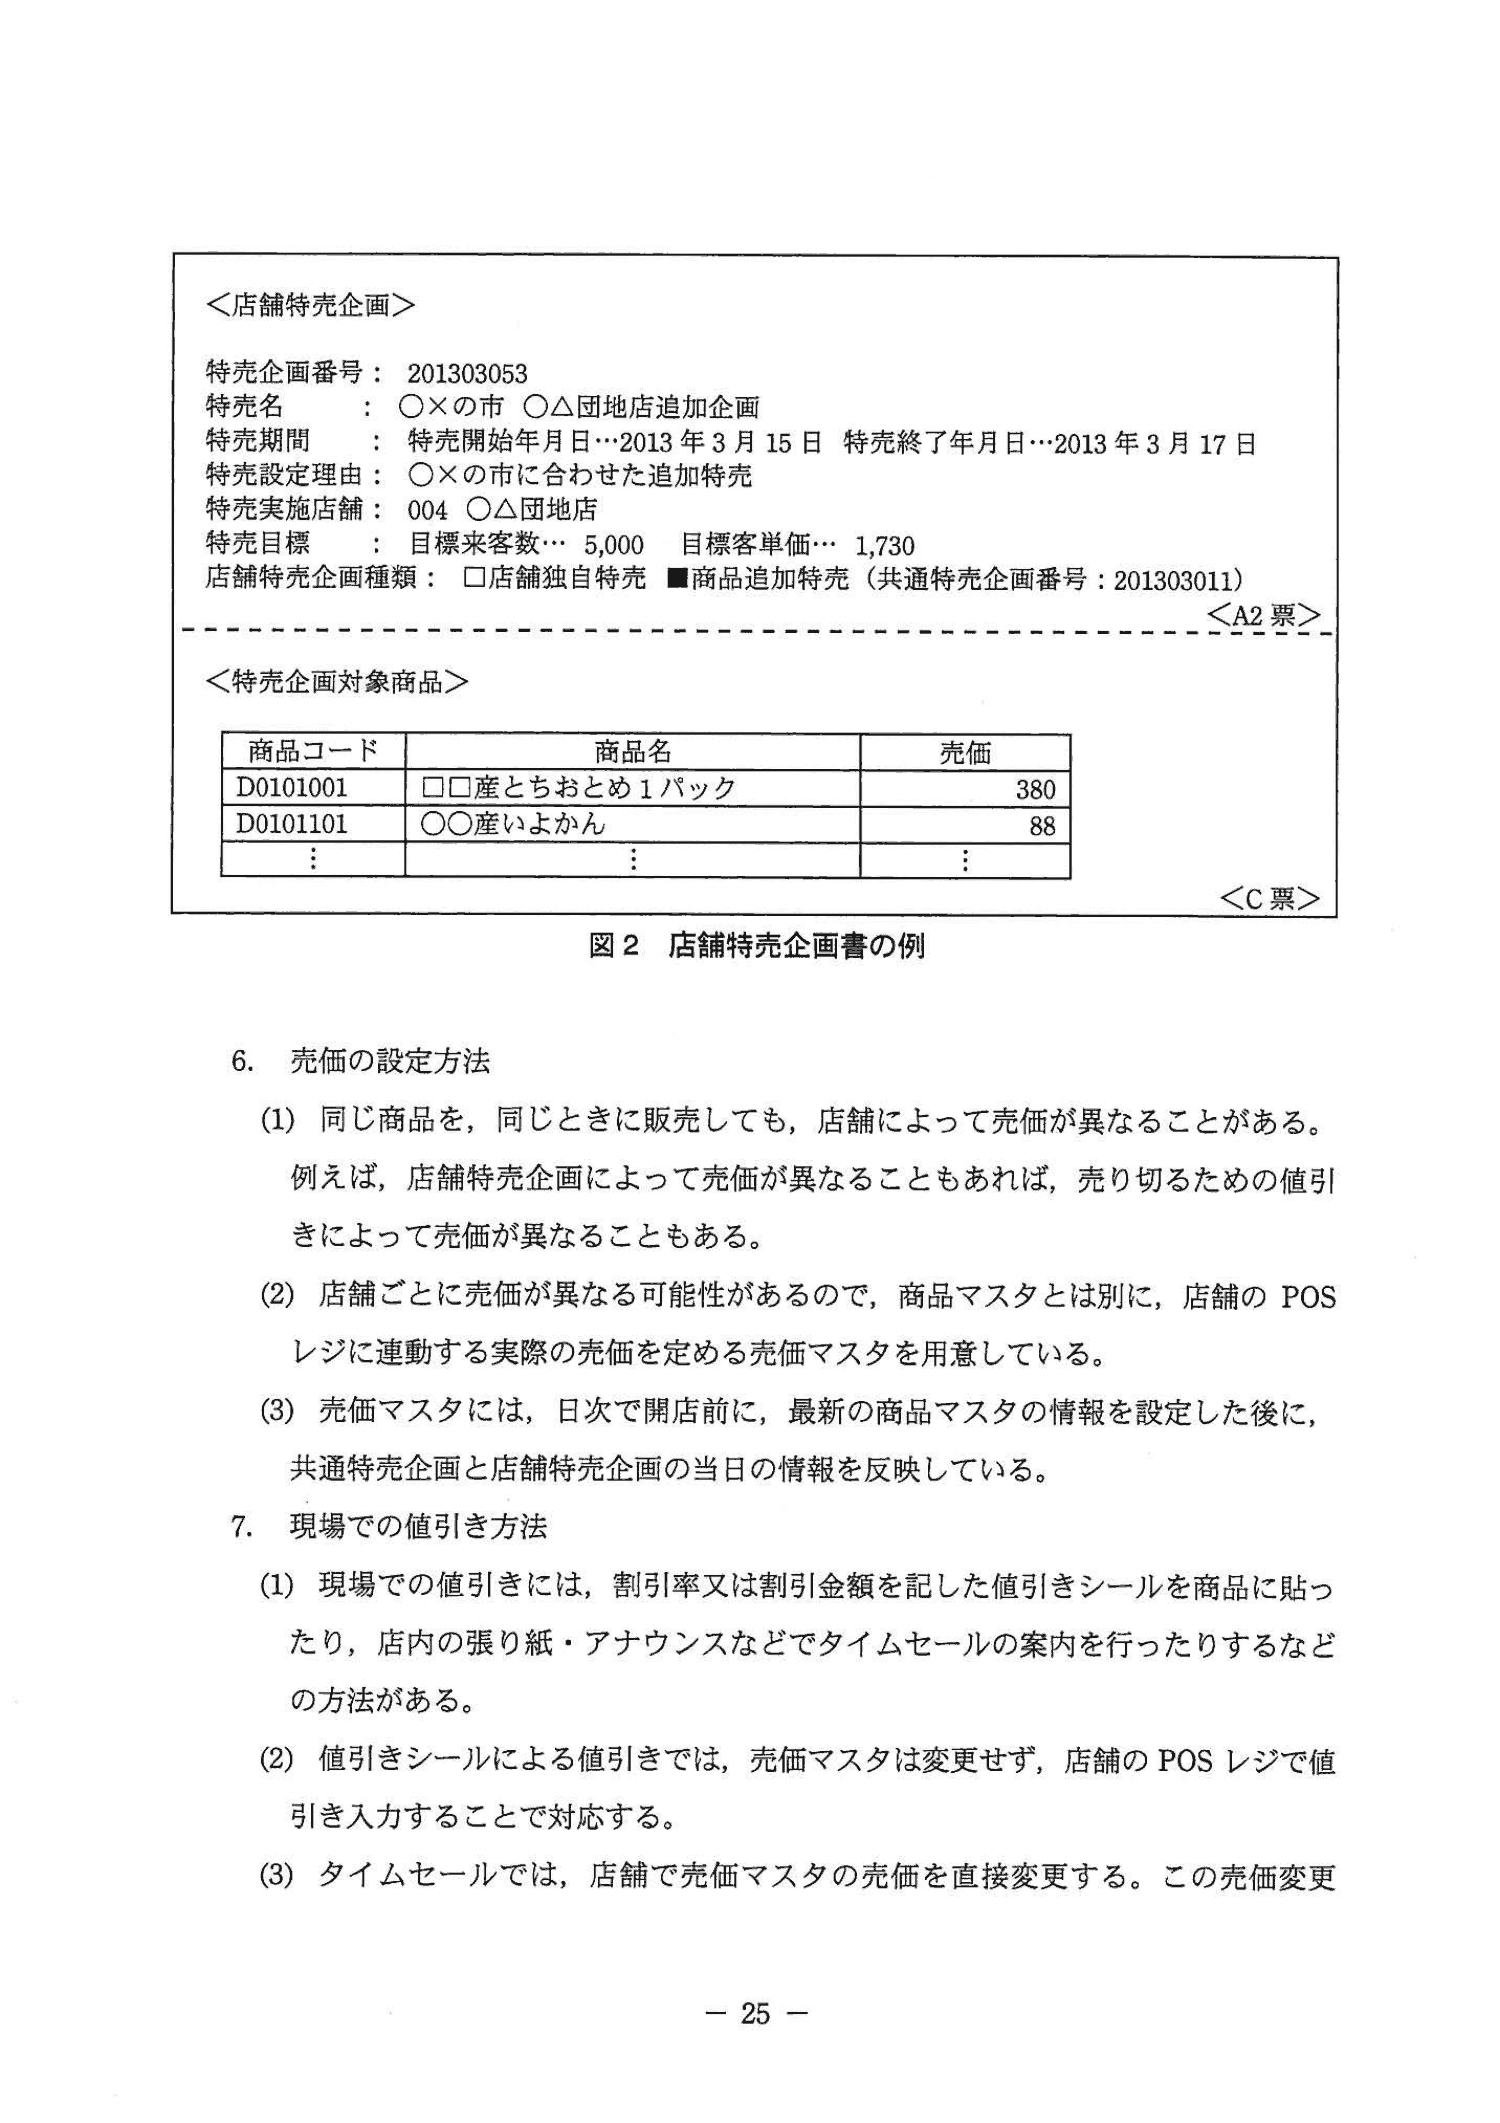 ＜店舗特売企画＞
特売企画番号： 201303053
特売名　　　： ○×の市 ○△団地店追加企画
特売期間　　： 特売開始年月日…2013年3月15日 特売終了年月日…2013年3月17日
特売設定理由： ○×の市に合わせた追加特売
特売実施店舗： 004 ○△団地店
特売目標　　： 目標来客数… 5,000　目標客単価… 1,730
店舗特売企画種類： □店舗独自特売 ■商品追加特売（共通特売企画番号：201303011）
＜A2票＞
＜特売企画対象商品＞
商品コード 商品名 売価
D0101001 □□産とちおとめ1パック 380
D0101101 ○○産いよかん 88
⋮ ⋮ ⋮
＜C票＞
図2　店舗特売企画書の例
6.　売価の設定方法
(1) 同じ商品を，同じときに販売しても，店舗によって売価が異なることがある。
例えば，店舗特売企画によって売価が異なることもあれば，売り切るための値引
きによって売価が異なることもある。
(2) 店舗ごとに売価が異なる可能性があるので，商品マスタとは別に，店舗の POS
レジに連動する実際の売価を定める売価マスタを用意している。
(3) 売価マスタには，日次で開店前に，最新の商品マスタの情報を設定した後に，
共通特売企画と店舗特売企画の当日の情報を反映している。
7.　現場での値引き方法
(1) 現場での値引きには，割引率又は割引金額を記した値引きシールを商品に貼っ
たり，店内の張り紙・アナウンスなどでタイムセールの案内を行ったりするなど
の方法がある。
(2) 値引きシールによる値引きでは，売価マスタは変更せず，店舗の POS レジで値
引き入力することで対応する。
(3) タイムセールでは，店舗で売価マスタの売価を直接変更する。この売価変更
－ 25 －